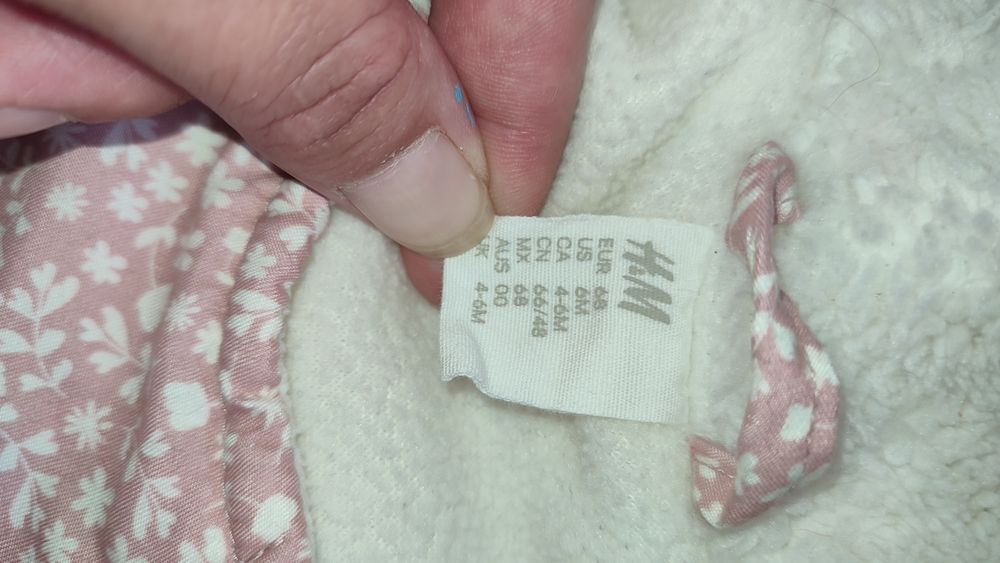 H&M
EUR 68
US 6M
CA 4-6M
CN 66/48
MX 68
AUS 00
4-6M